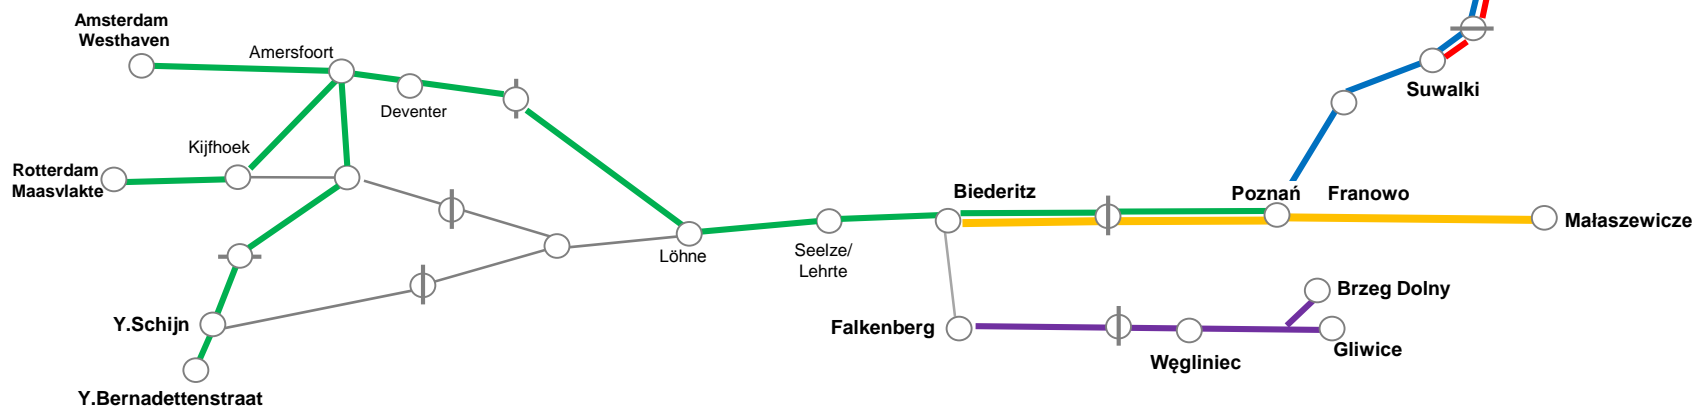 Amsterdam
Westhaven
Amersfoort
Deventer
Suwalki
Kijfhoek
Rotterdam
Maasvlakte
Biederitz
Poznań Franowo
Małaszewicze
Löhne
Seelze/
Lehrte
Brzeg Dolny
Y.Schijn
Falkenberg
Węgliniec
Gliwice
Y.Bernadettenstraat